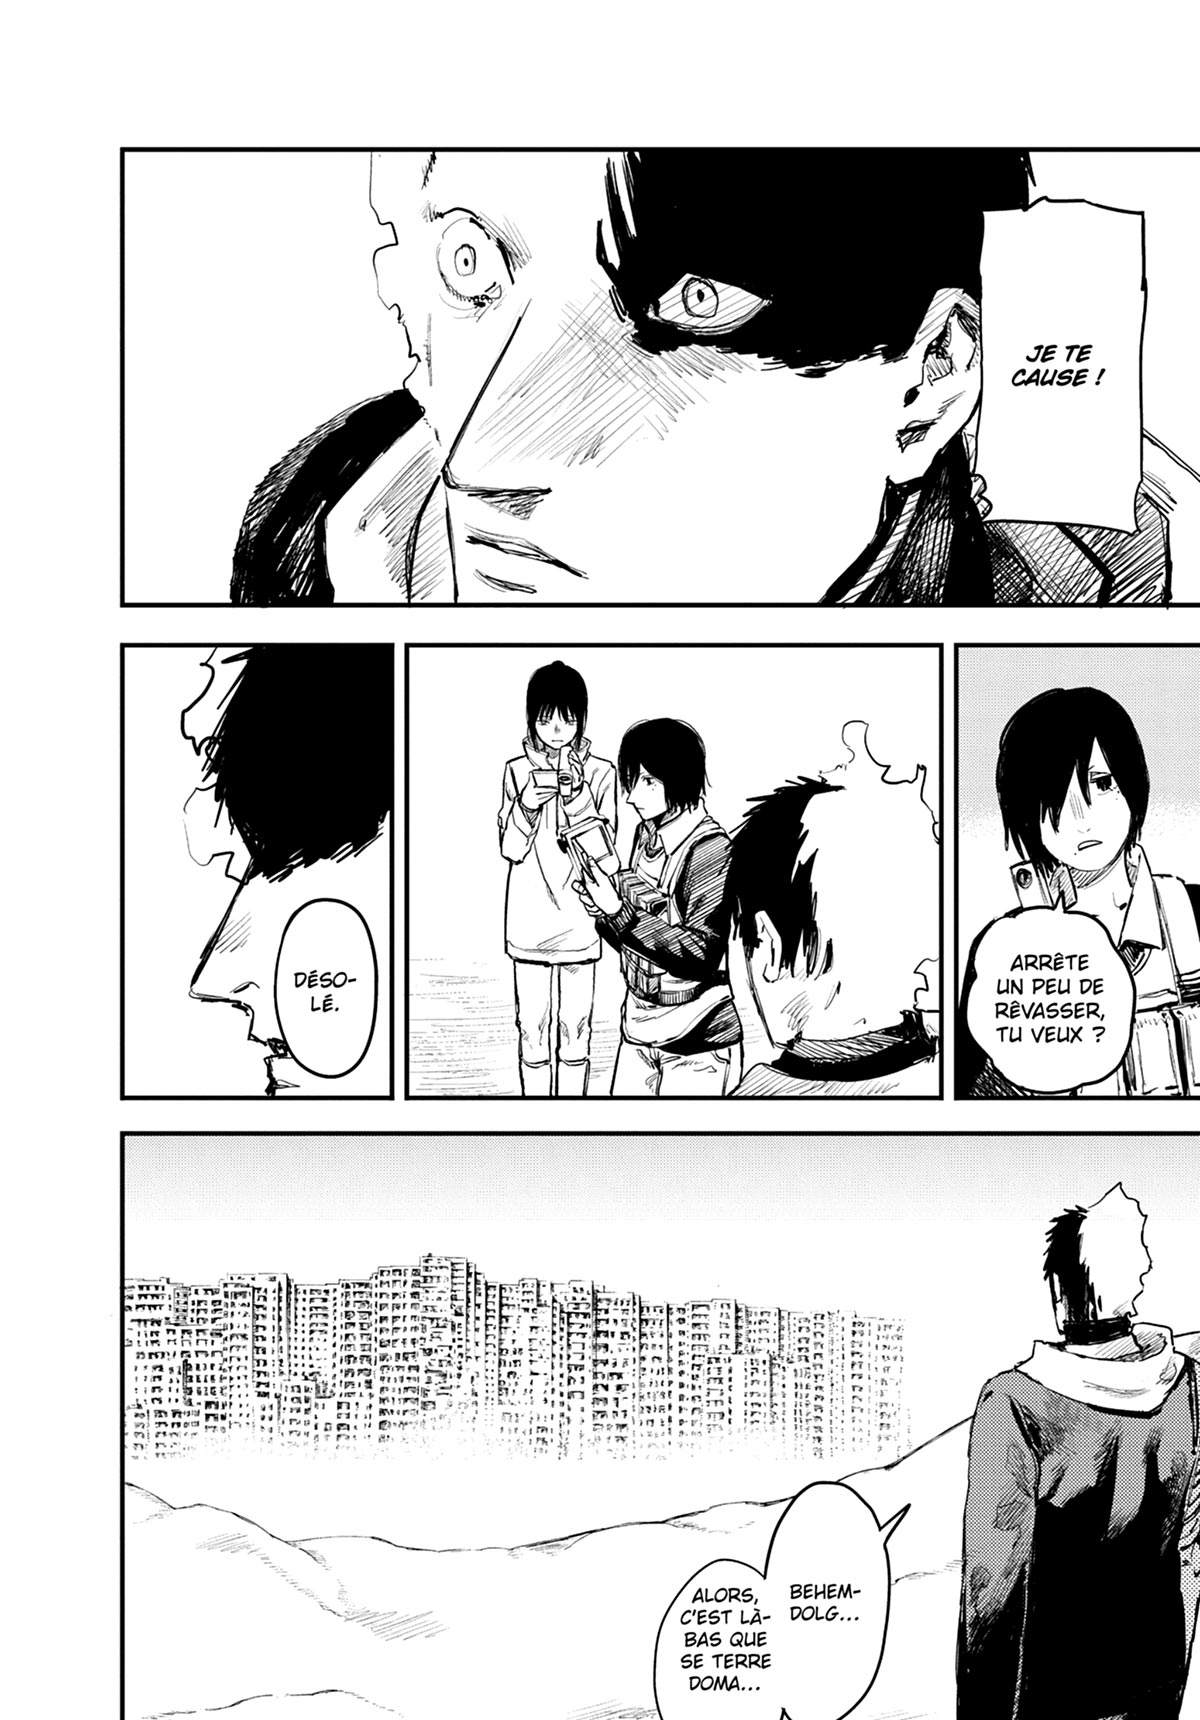 JE TE
CAUSE !
ARRÊTE
UN PEU DE
RÊVASSER,
TU VEUX ?
DÉSO-
LÉ.
BEHEM-
DOLG...
ALORS,
C'EST LÀ-
BAS QUE
SE TERRE
DOMA...